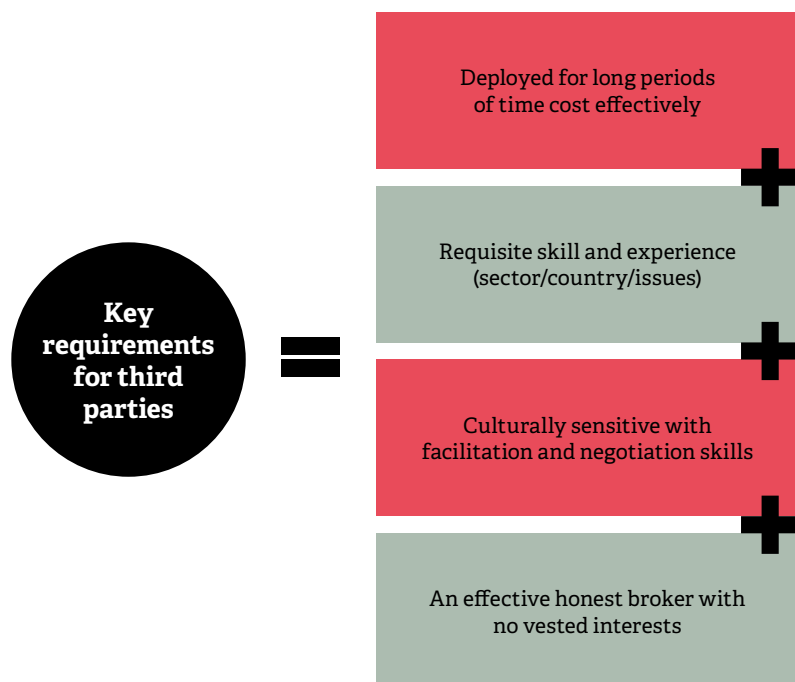 Key
requirements
for third
parties
=
Deployed for long periods
of time cost effectively
+
Requisite skill and experience
(sector/country/issues)
+
Culturally sensitive with
facilitation and negotiation skills
+
An effective honest broker with
no vested interests